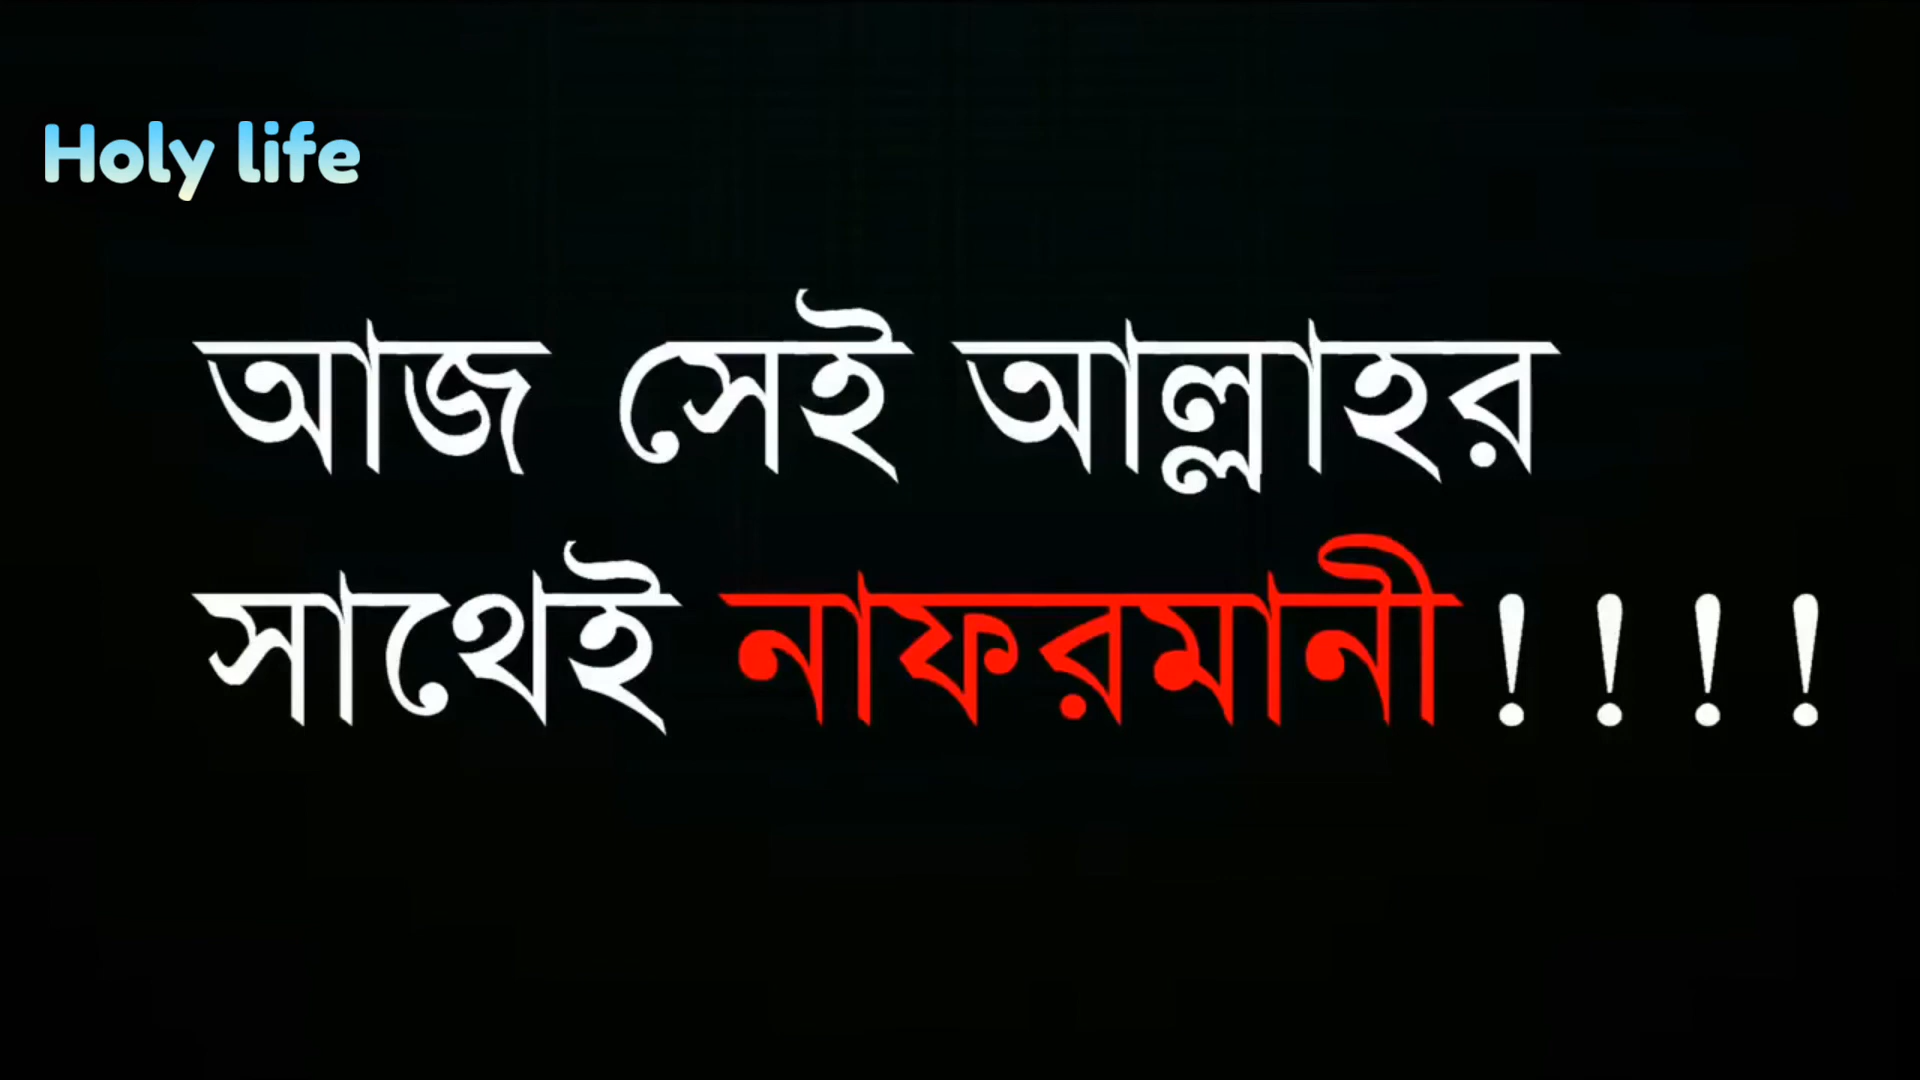 Holy life
আজ সেই আল্লাহর
সাথেই নাফরমানী ! ! ! !